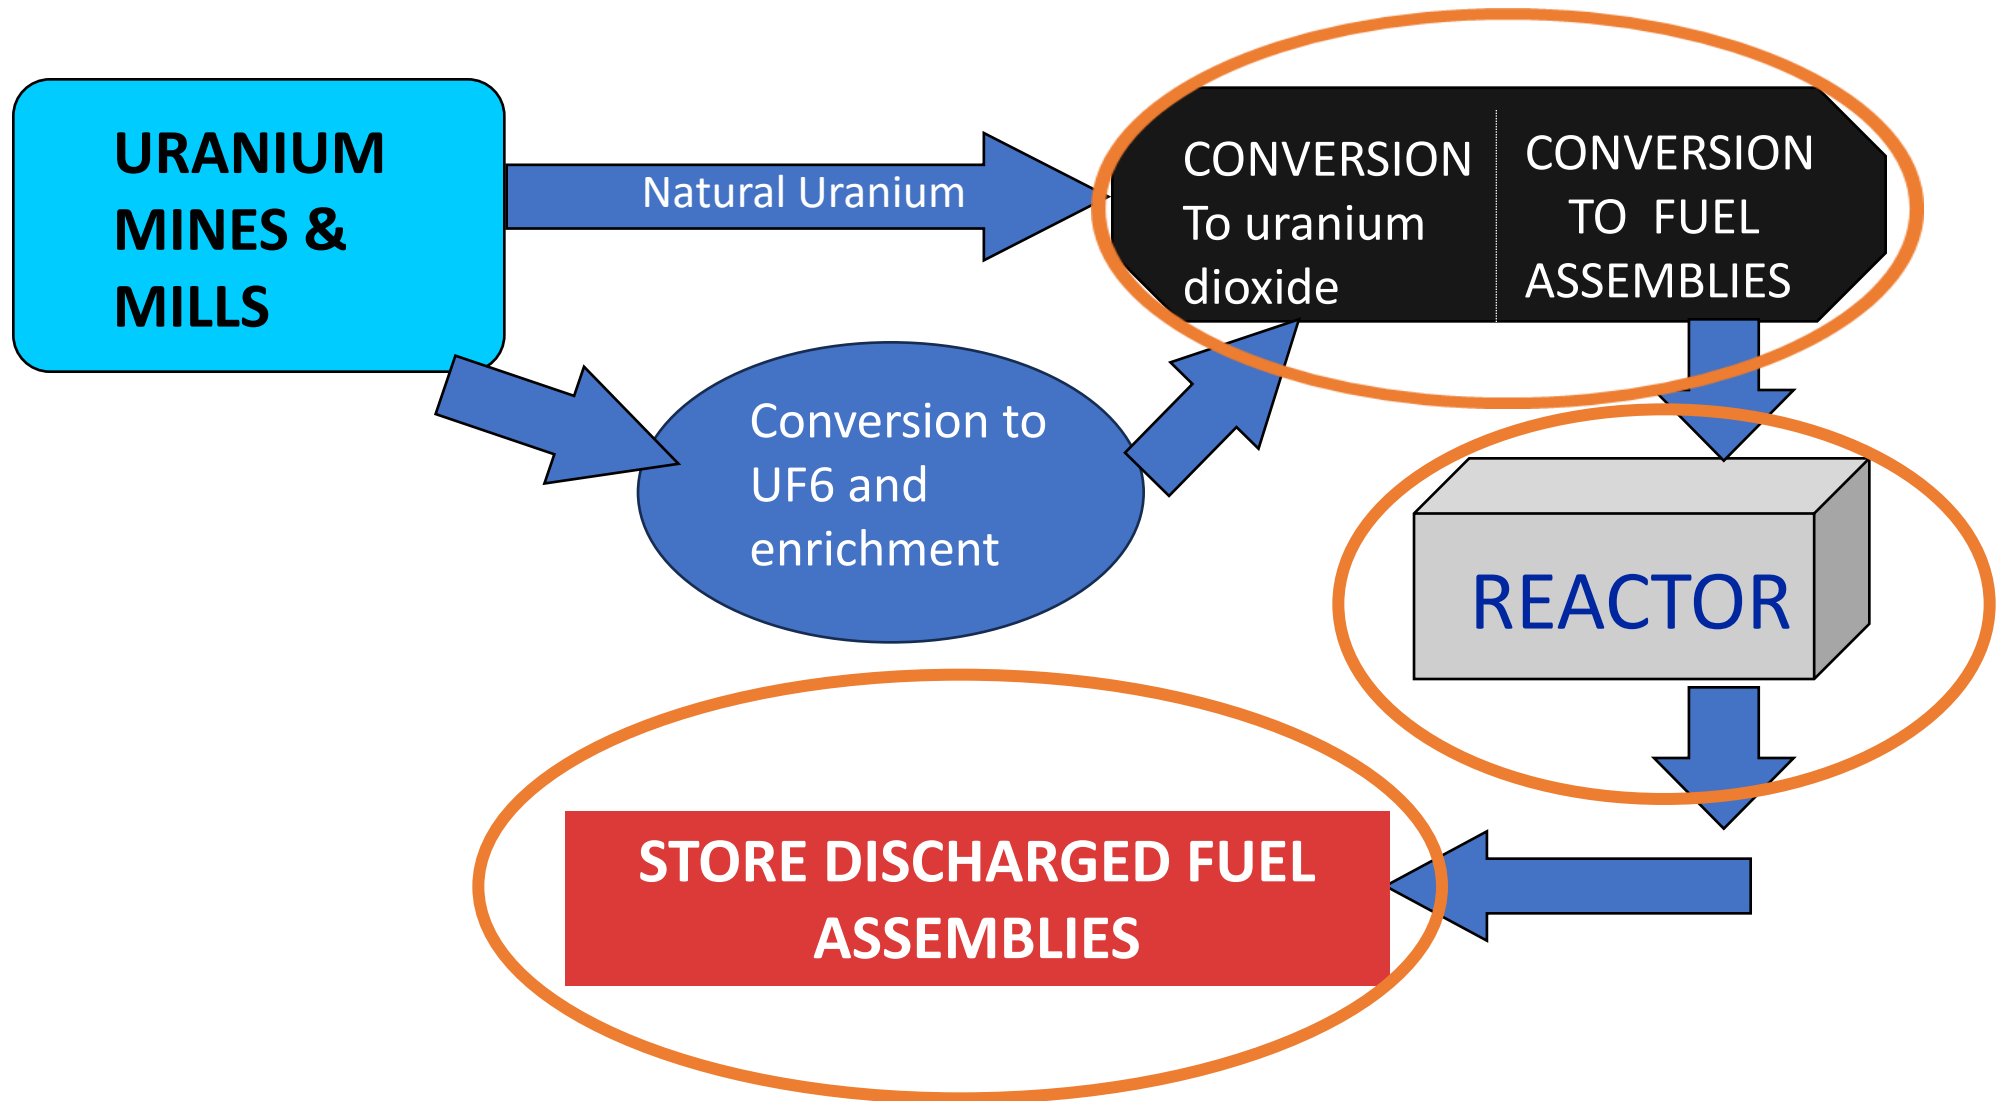 URANIUM
MINES &
MILLS
Natural Uranium
CONVERSION
To uranium
dioxide
CONVERSION
TO FUEL
ASSEMBLIES
Conversion to
UF6 and
enrichment
REACTOR
STORE DISCHARGED FUEL
ASSEMBLIES